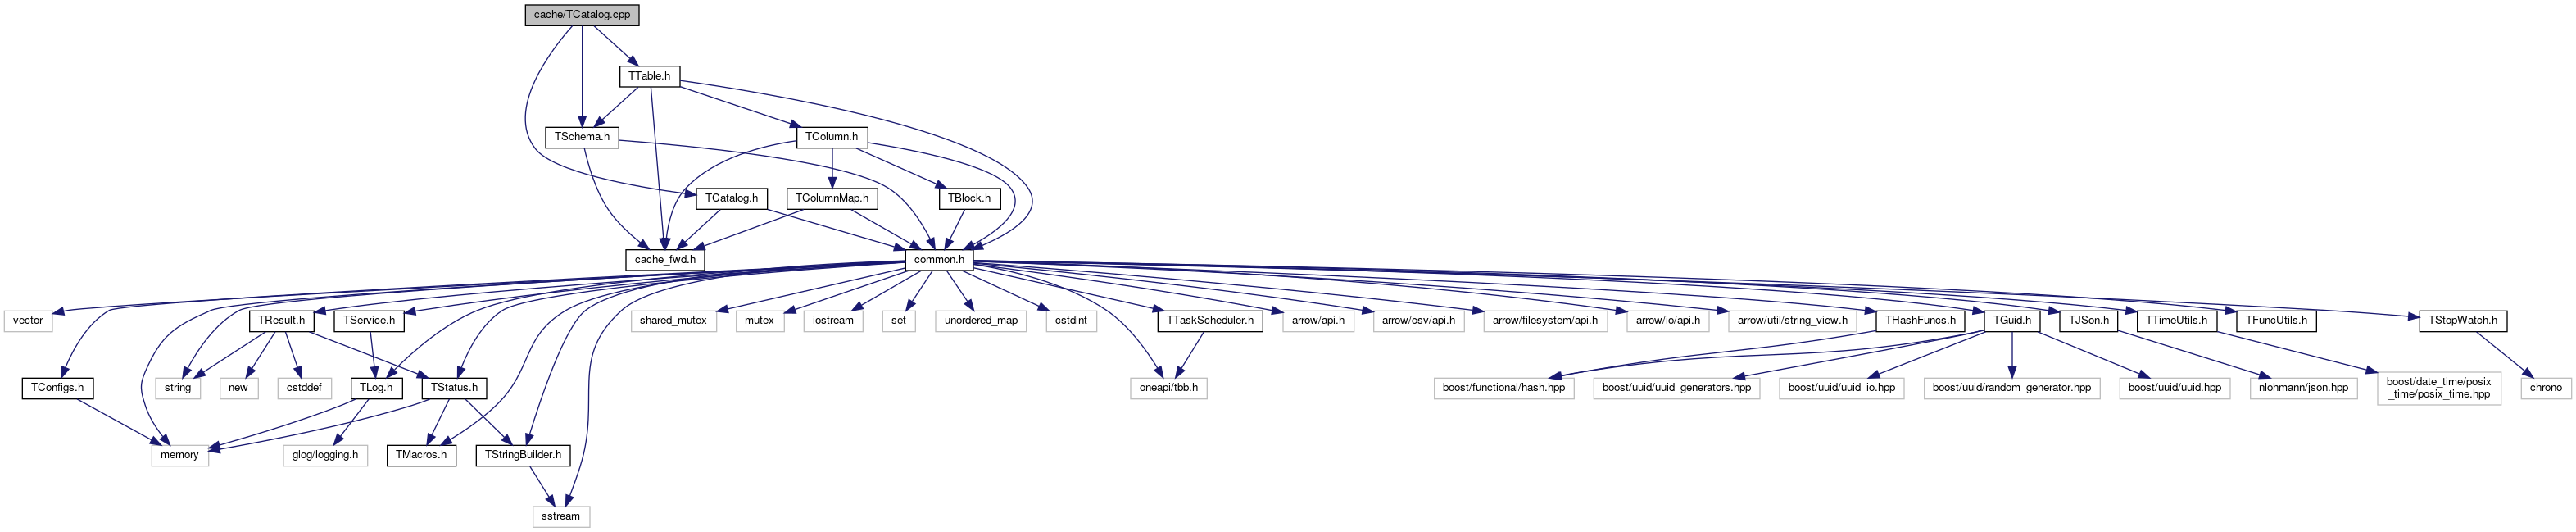 cache/TCatalog.cpp
TTable.h
TSchema.h
TColumn.h
TCatalog.h
TColumnMap.h
TBlock.h
cache_fwd.h
common.h
vector
TResult.h
TService.h
shared_mutex
mutex
iostream
set
unordered_map
cstdint
TTaskScheduler.h
arrow/api.h
arrow/csv/api.h
arrow/filesystem/api.h
arrow/io/api.h
arrow/util/string_view.h
THashFuncs.h
TGuid.h
TJSon.h
TTimeUtils.h
TFuncUtils.h
TStopWatch.h
TConfigs.h
string
new
cstddef
TLog.h
TStatus.h
oneapi/tbb.h
boost/functional/hash.hpp
boost/uuid/uuid_generators.hpp
boost/uuid/uuid_io.hpp
boost/uuid/random_generator.hpp
boost/uuid/uuid.hpp
nlohmann/json.hpp
boost/date_time/posix
_time/posix_time.hpp
chrono
memory
glog/logging.h
TMacros.h
TStringBuilder.h
sstream